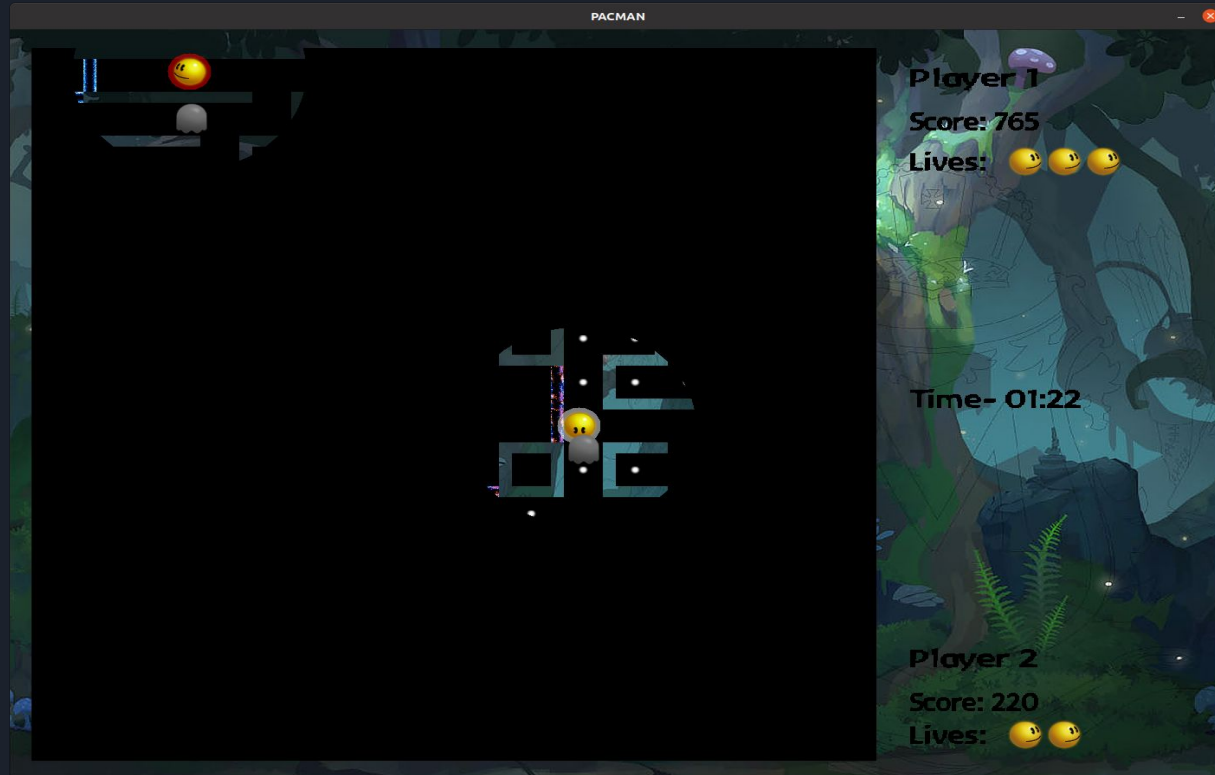 PACMAN
Player 1
Score: 765
Lives:
Time- 01:22
Player 2
Score: 220
Lives: